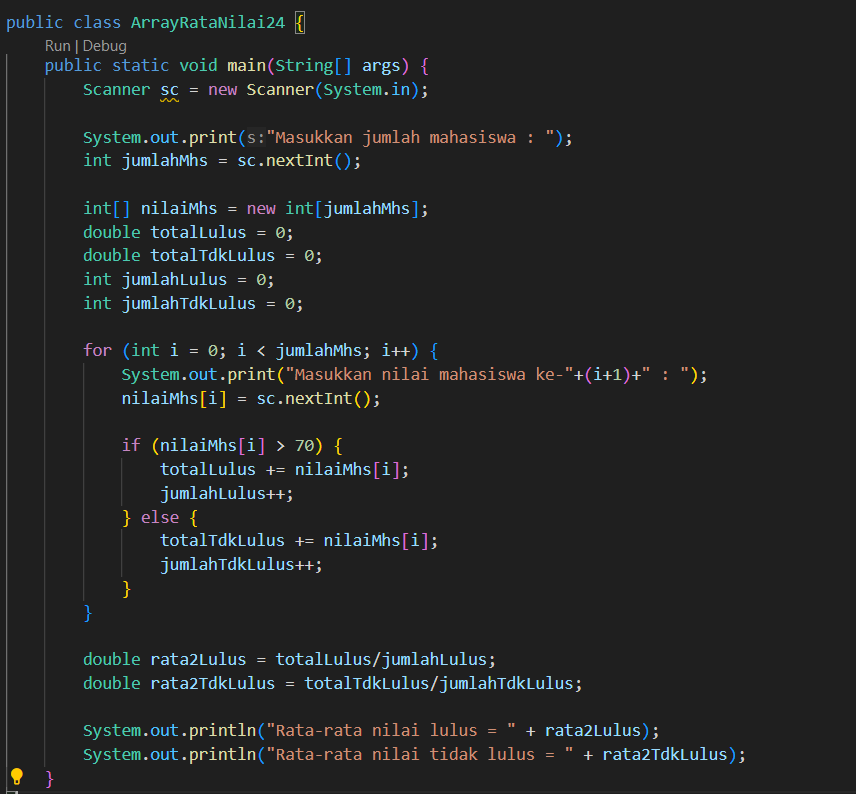 public class ArrayRataNilai24 {
Run | Debug
public static void main(String[] args) {
Scanner sc = new Scanner(System.in);
System.out.print(s:"Masukkan jumlah mahasiswa : ");
int jumlahMhs = sc.nextInt();
int[] nilaiMhs = new int[jumlahMhs];
double totalLulus = 0;
double totalTdkLulus = 0;
int jumlahLulus = 0;
int jumlahTdkLulus = 0;
for (int i = 0; i < jumlahMhs; i++) {
System.out.print("Masukkan nilai mahasiswa ke-"+(i+1)+" : ");
nilaiMhs[i] = sc.nextInt();
if (nilaiMhs[i] > 70) {
totalLulus += nilaiMhs[i];
jumlahLulus++;
} else {
totalTdkLulus += nilaiMhs[i];
jumlahTdkLulus++;
}
}
double rata2Lulus = totalLulus/jumlahLulus;
double rata2TdkLulus = totalTdkLulus/jumlahTdkLulus;
System.out.println("Rata-rata nilai lulus = " + rata2Lulus);
System.out.println("Rata-rata nilai tidak lulus = " + rata2TdkLulus);
}